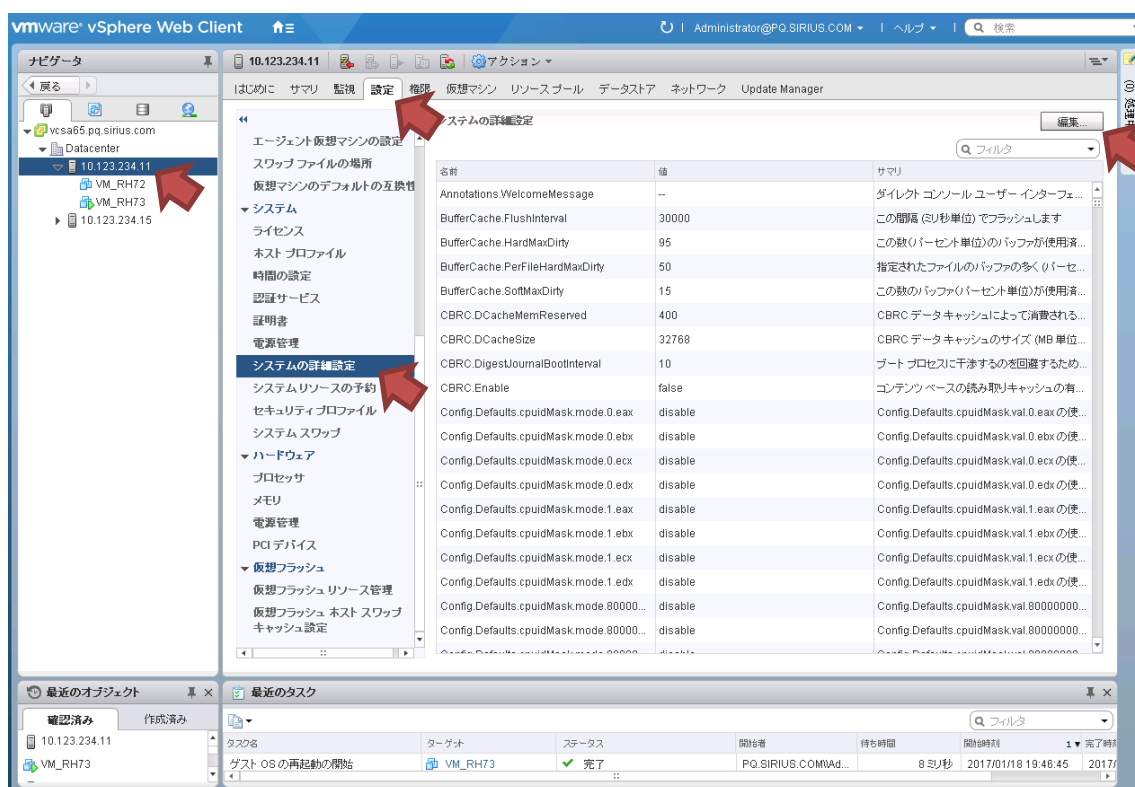 vmware® vSphere Web Client
Administrator@PQ.SIRIUS.COM
ヘルプ
検索
ナビゲータ
戻る
vcsa65.pq.sirius.com
Datacenter
10.123.234.11
VM_RH72
VM_RH73
10.123.234.15
10.123.234.11
アクション
はじめに サマリ 監視 設定 権限 仮想マシン リソース プール データストア ネットワーク Update Manager
エージェント仮想マシンの設定
スワップ ファイルの場所
仮想マシンのデフォルトの互換性
システム
ライセンス
ホスト プロファイル
時間の設定
認証サービス
証明書
電源管理
システムの詳細設定
システム リソースの予約
セキュリティ プロファイル
システム スワップ
ハードウェア
プロセッサ
メモリ
電源管理
PCI デバイス
仮想フラッシュ
仮想フラッシュ リソース管理
仮想フラッシュ ホスト スワップ
キャッシュ設定
システムの詳細設定
編集...
フィルタ
名前 値 サマリ
Annotations.WelcomeMessage -- ダイレクト コンソール ユーザー インターフェ...
BufferCache.FlushInterval 30000 この間隔 (ミリ秒単位) でフラッシュします
BufferCache.HardMaxDirty 95 この数(パーセント単位)のバッファが使用済...
BufferCache.PerFileHardMaxDirty 50 指定されたファイルのバッファの多く (パーセ...
BufferCache.SoftMaxDirty 15 この数のバッファ(パーセント単位)が使用済...
CBRC.DCacheMemReserved 400 CBRC データ キャッシュによって消費される...
CBRC.DCacheSize 32768 CBRC データ キャッシュのサイズ (MB 単位...
CBRC.DigestJournalBootInterval 10 ブート プロセスに干渉するのを回避するため...
CBRC.Enable false コンテンツ ベースの読み取りキャッシュの有...
Config.Defaults.cpuidMask.mode.0.eax disable Config.Defaults.cpuidMask.val.0.eax の使...
Config.Defaults.cpuidMask.mode.0.ebx disable Config.Defaults.cpuidMask.val.0.ebx の使...
Config.Defaults.cpuidMask.mode.0.ecx disable Config.Defaults.cpuidMask.val.0.ecx の使...
Config.Defaults.cpuidMask.mode.0.edx disable Config.Defaults.cpuidMask.val.0.edx の使...
Config.Defaults.cpuidMask.mode.1.eax disable Config.Defaults.cpuidMask.val.1.eax の使...
Config.Defaults.cpuidMask.mode.1.ebx disable Config.Defaults.cpuidMask.val.1.ebx の使...
Config.Defaults.cpuidMask.mode.1.ecx disable Config.Defaults.cpuidMask.val.1.ecx の使...
Config.Defaults.cpuidMask.mode.1.edx disable Config.Defaults.cpuidMask.val.1.edx の使...
Config.Defaults.cpuidMask.mode.80000... disable Config.Defaults.cpuidMask.val.80000000...
Config.Defaults.cpuidMask.mode.80000... disable Config.Defaults.cpuidMask.val.80000000...
(0) 処理中
最近のオブジェクト
確認済み 作成済み
10.123.234.11
VM_RH73
最近のタスク
フィルタ
タスク名 ターゲット ステータス 開始者 待ち時間 開始時刻 1 完了時刻
ゲスト OS の再起動の開始 VM_RH73 完了 PQ.SIRIUS.COM\Ad... 8 ミリ秒 2017/01/18 19:46:45 2017/